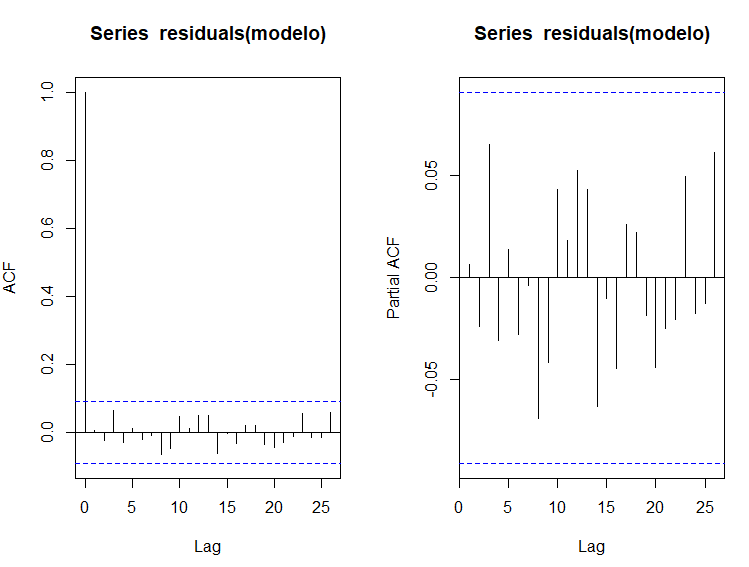 Series residuals(modelo)
ACF
1.0
0.8
0.6
0.4
0.2
0.0
0 5 10 15 20 25
Lag
Series residuals(modelo)
Partial ACF
0.05
0.00
-0.05
0 5 10 15 20 25
Lag